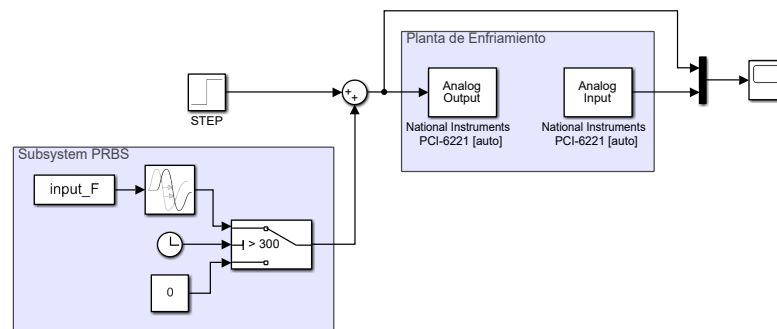 Planta de Enfriamiento
Analog
Output
Analog
Input
National Instruments
PCI-6221 [auto]
National Instruments
PCI-6221 [auto]
STEP
+
+
Subsystem PRBS
input_F
> 300
0